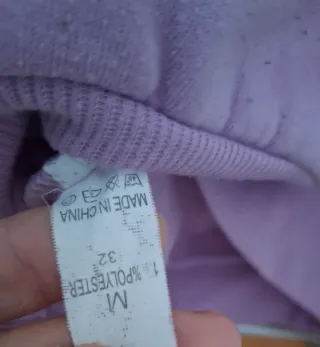 M
32
%POLYESTER
MADE IN CHINA